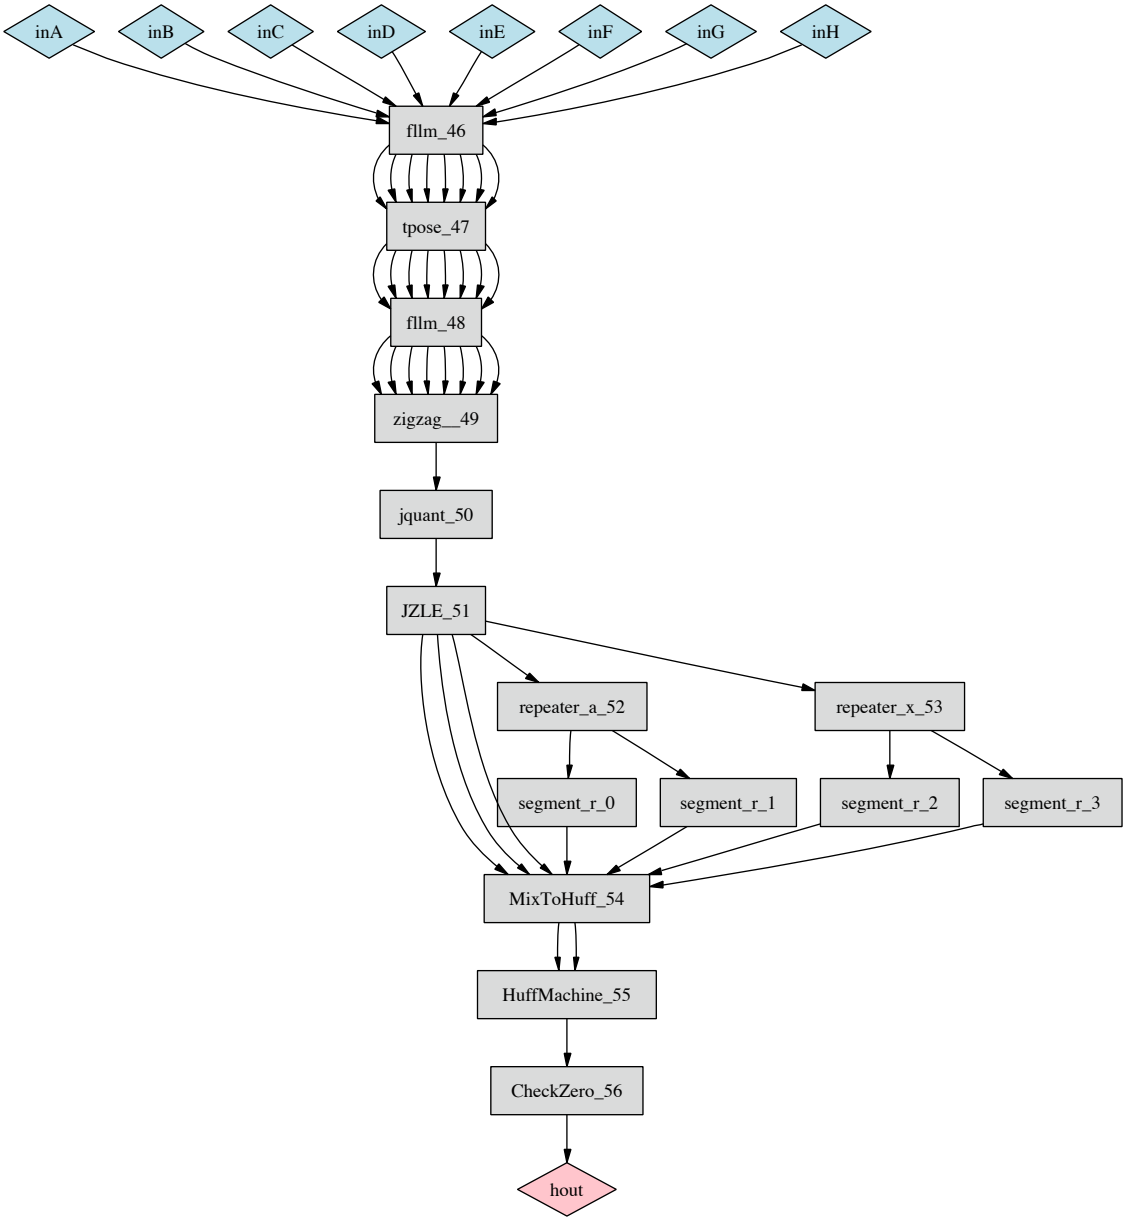 inA
inB
inC
inD
inE
inF
inG
inH
fllm_46
tpose_47
fllm_48
zigzag__49
jquant_50
JZLE_51
repeater_a_52
repeater_x_53
segment_r_0
segment_r_1
segment_r_2
segment_r_3
MixToHuff_54
HuffMachine_55
CheckZero_56
hout